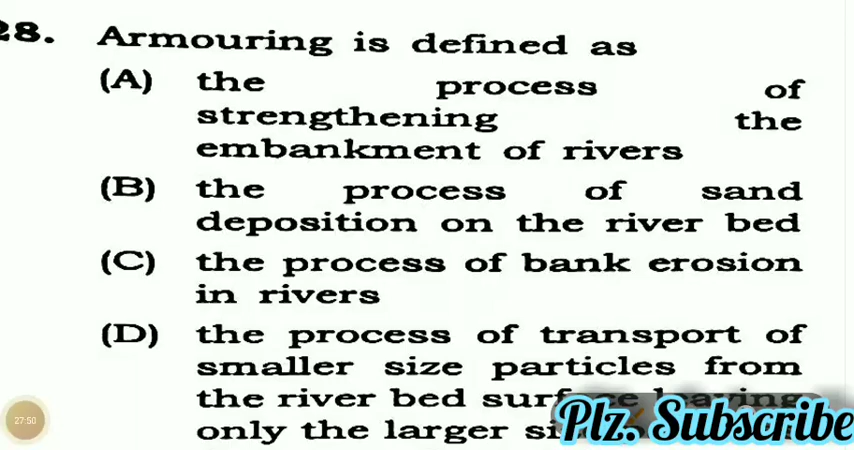 28. Armouring is defined as
(A) the process of
strengthening the
embankment of rivers
(B) the process of sand
deposition on the river bed
(C) the process of bank erosion
in rivers
(D) the process of transport of
smaller size particles from
the river bed surface leaving
only the larger
Plz. Subscribe
27:50